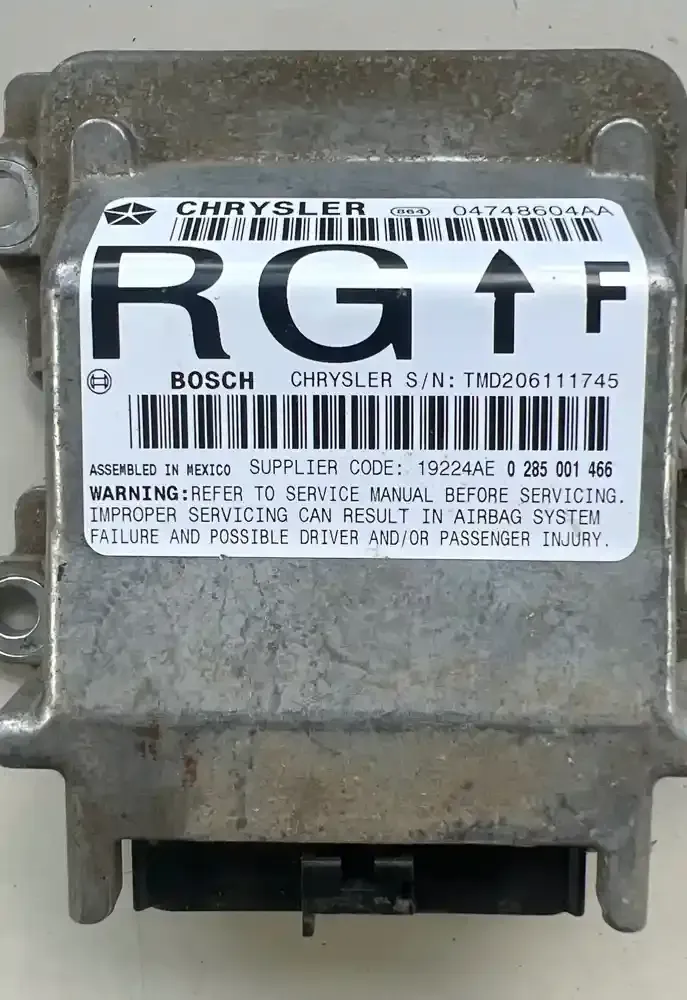 CHRYSLER 864 04748604AA
RG F
BOSCH CHRYSLER S/N: TMD206111745
ASSEMBLED IN MEXICO SUPPLIER CODE: 19224AE 0 285 001 466
WARNING: REFER TO SERVICE MANUAL BEFORE SERVICING.
IMPROPER SERVICING CAN RESULT IN AIRBAG SYSTEM
FAILURE AND POSSIBLE DRIVER AND/OR PASSENGER INJURY.